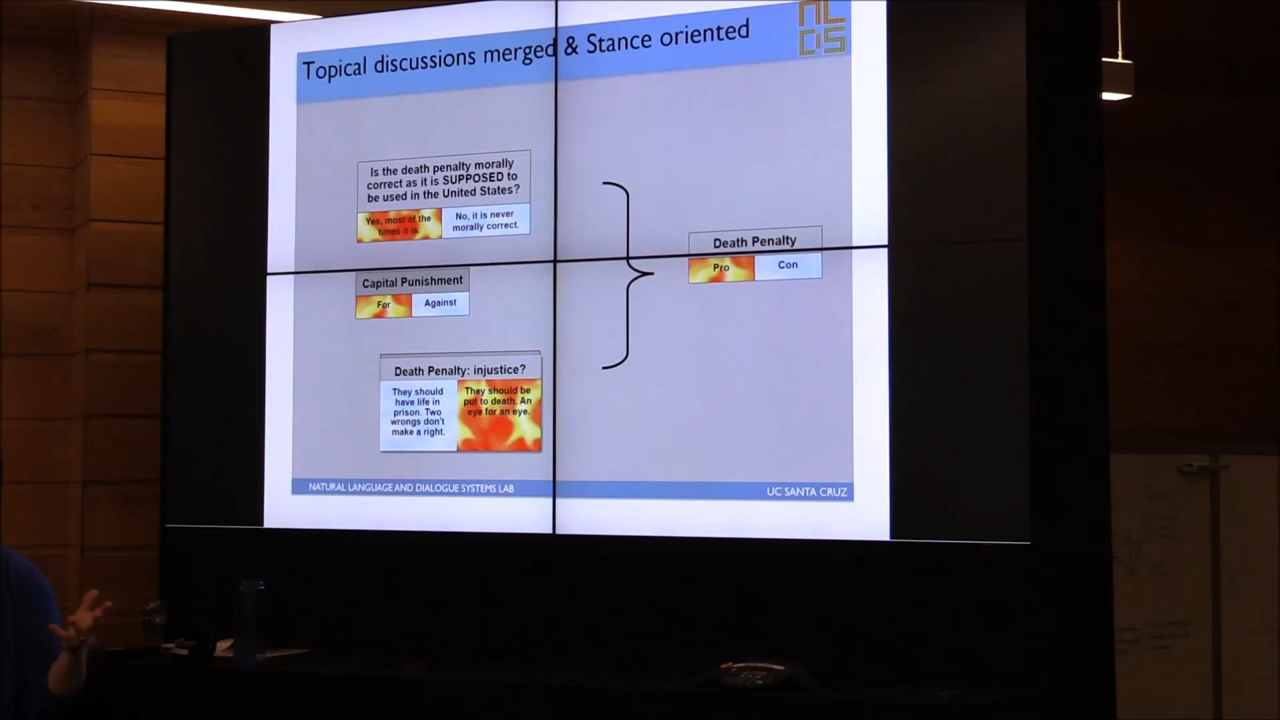 Topical discussions merged & Stance oriented
NLDS
Is the death penalty morally
correct as it is SUPPOSED to
be used in the United States?
Yes, most of the
times it is.
No, it is never
morally correct.
Capital Punishment
For
Against
Death Penalty: injustice?
They should
have life in
prison. Two
wrongs don't
make a right.
They should be
put to death. An
eye for an eye.
Death Penalty
Pro
Con
NATURAL LANGUAGE AND DIALOGUE SYSTEMS LAB
UC SANTA CRUZ